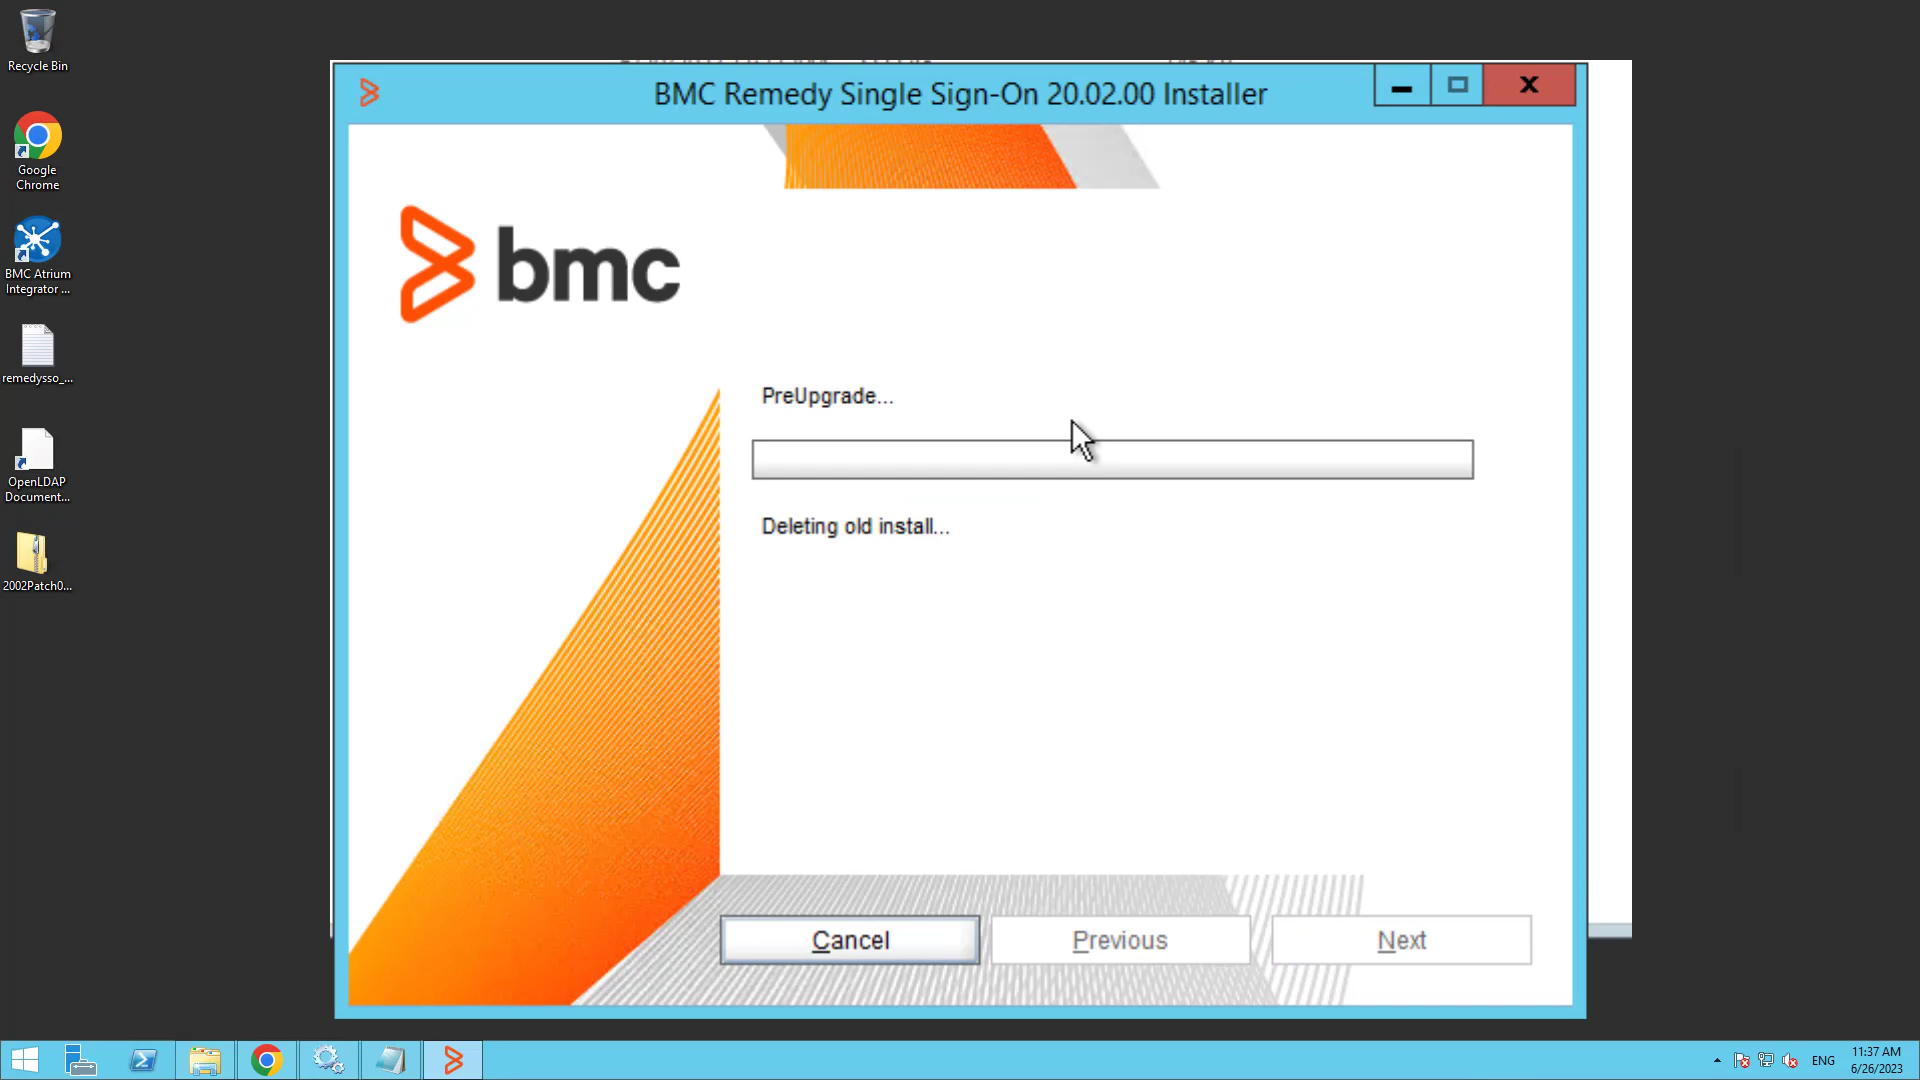 Recycle Bin
Google
Chrome
BMC Atrium
Integrator ...
remedysso_...
OpenLDAP
Document...
2002Patch0...
BMC Remedy Single Sign-On 20.02.00 Installer
X
bmc
PreUpgrade...
Deleting old install...
Cancel
Previous
Next
ENG
11:37 AM
6/26/2023